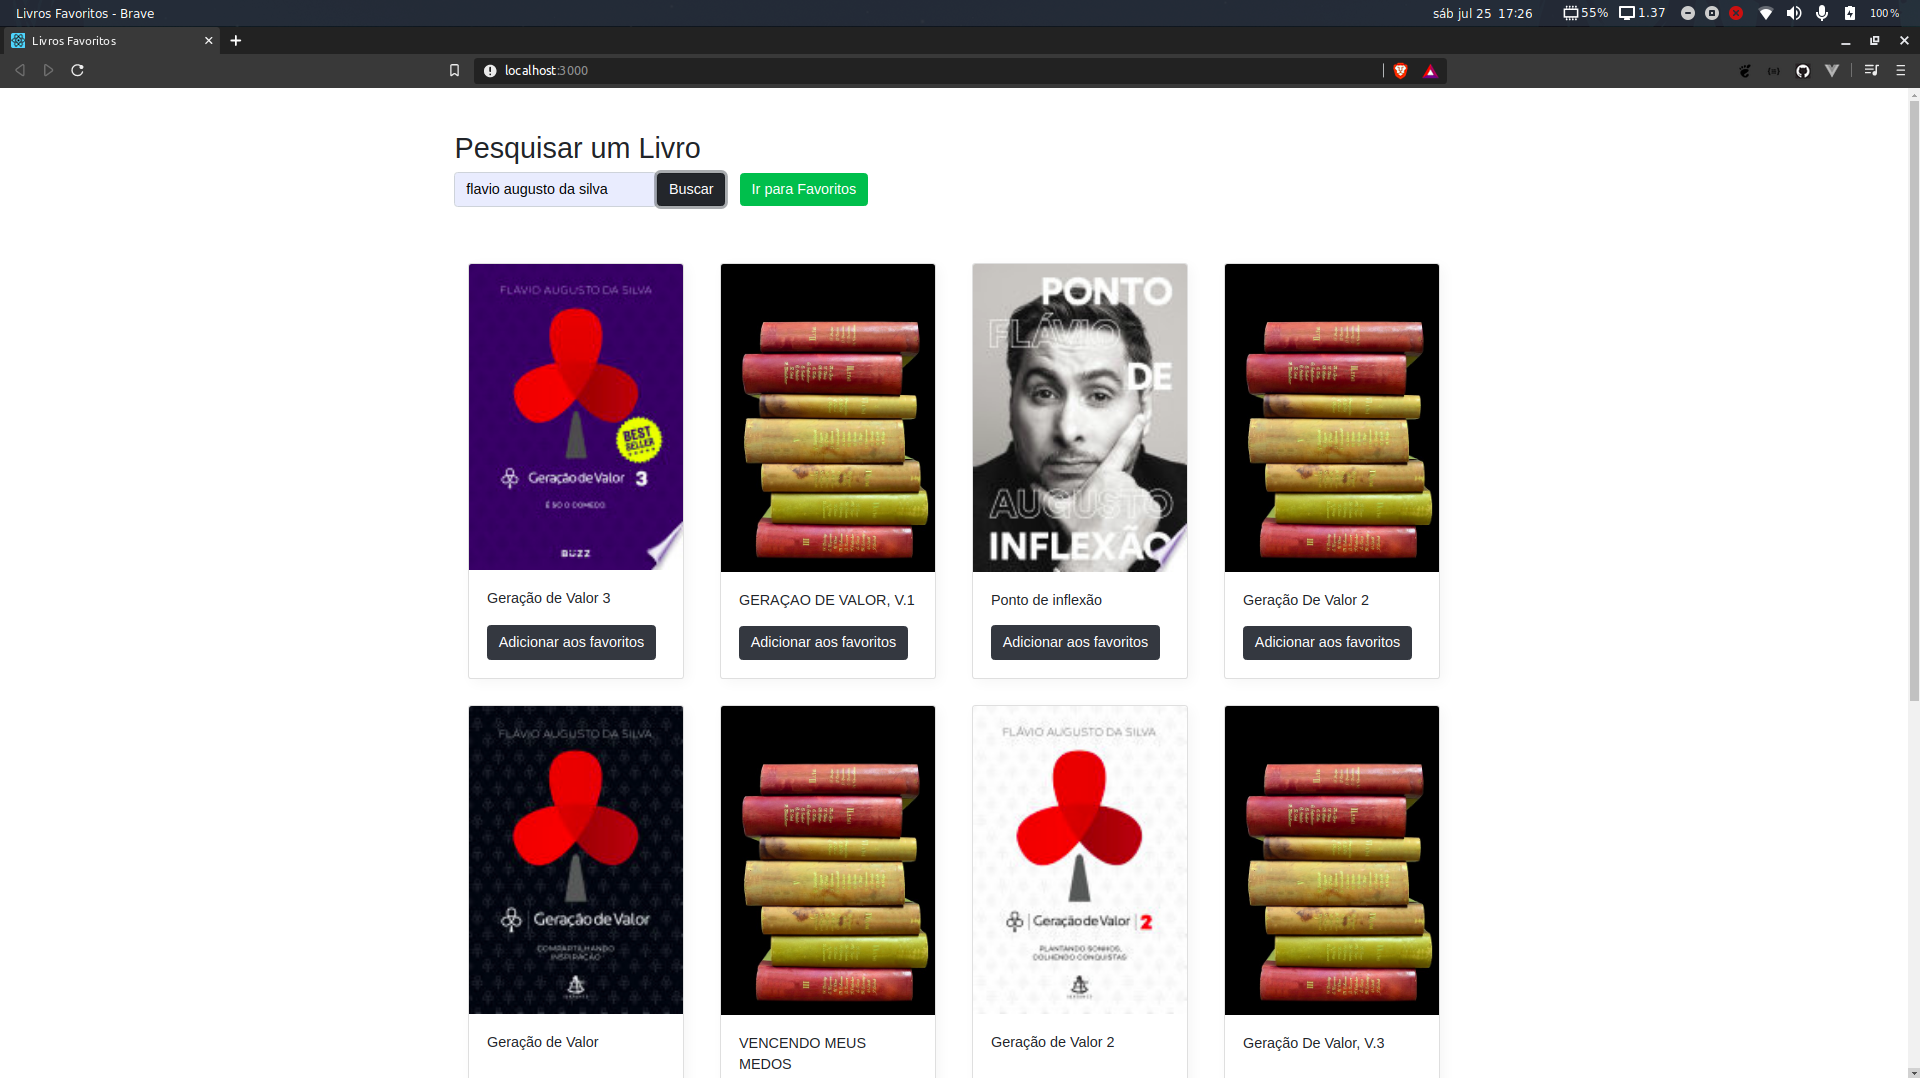 Livros Favoritos - Brave
sáb jul 25 17:26
55%
1.37
100 %
Livros Favoritos
localhost:3000
Pesquisar um Livro
flavio augusto da silva
Buscar
Ir para Favoritos
FLÁVIO AUGUSTO DA SILVA
BEST
SELLER
Geração de Valor 3
É SÓ O COMEÇO.
BUZZ
PONTO
FLÁVIO
DE
AUGUSTO
INFLEXÃO
Geração de Valor 3
GERAÇAO DE VALOR, V.1
Ponto de inflexão
Geração De Valor 2
Adicionar aos favoritos
Adicionar aos favoritos
Adicionar aos favoritos
Adicionar aos favoritos
FLÁVIO AUGUSTO DA SILVA
Geração de Valor
COMPARTILHANDO
INSPIRAÇÃO
FLÁVIO AUGUSTO DA SILVA
Geração de Valor 2
PLANTANDO SONHOS,
COLHENDO CONQUISTAS
Geração de Valor
VENCENDO MEUS
MEDOS
Geração de Valor 2
Geração De Valor, V.3